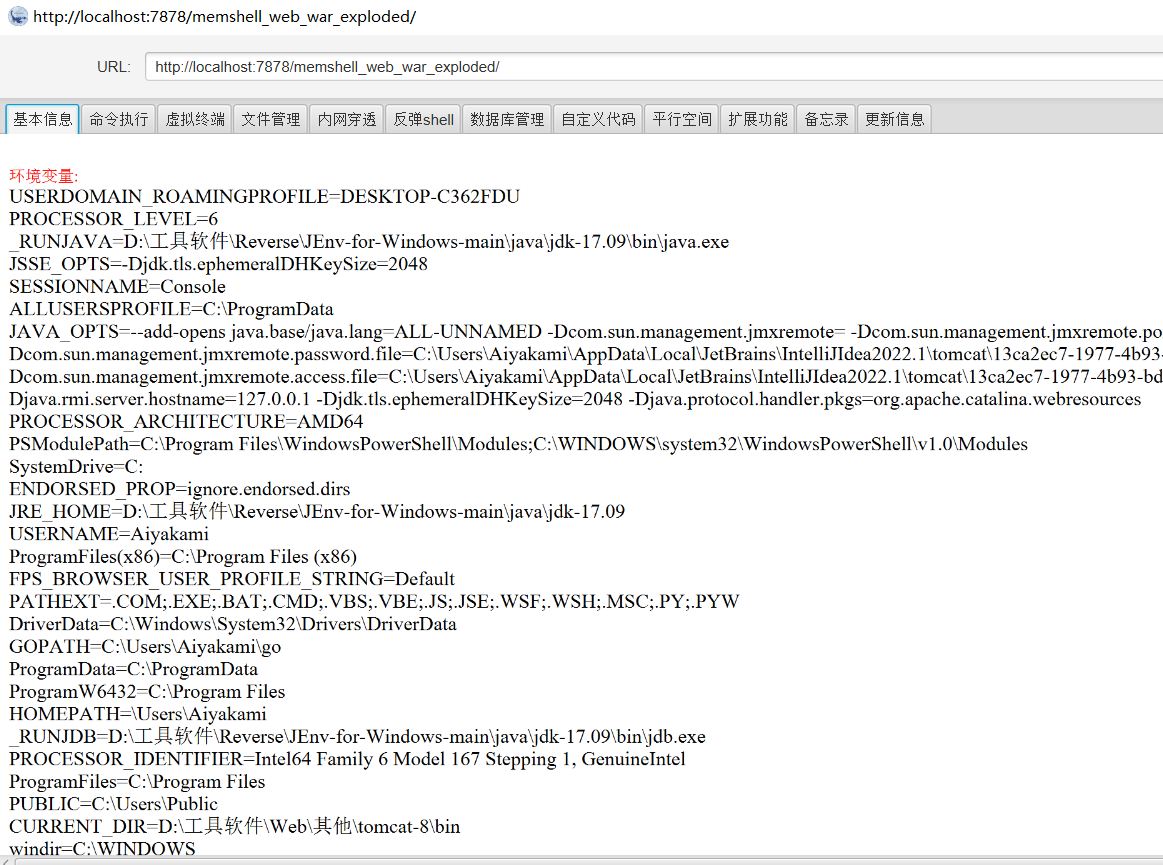 http://localhost:7878/memshell_web_war_exploded/
URL: http://localhost:7878/memshell_web_war_exploded/
基本信息 命令执行 虚拟终端 文件管理 内网穿透 反弹shell 数据库管理 自定义代码 平行空间 扩展功能 备忘录 更新信息
环境变量:
USERDOMAIN_ROAMINGPROFILE=DESKTOP-C362FDU
PROCESSOR_LEVEL=6
_RUNJAVA=D:\工具软件\Reverse\JEnv-for-Windows-main\java\jdk-17.09\bin\java.exe
JSSE_OPTS=-Djdk.tls.ephemeralDHKeySize=2048
SESSIONNAME=Console
ALLUSERSPROFILE=C:\ProgramData
JAVA_OPTS=--add-opens java.base/java.lang=ALL-UNNAMED -Dcom.sun.management.jmxremote= -Dcom.sun.management.jmxremote.po
Dcom.sun.management.jmxremote.password.file=C:\Users\Aiyakami\AppData\Local\JetBrains\IntelliJIdea2022.1\tomcat\13ca2ec7-1977-4b93-
Dcom.sun.management.jmxremote.access.file=C:\Users\Aiyakami\AppData\Local\JetBrains\IntelliJIdea2022.1\tomcat\13ca2ec7-1977-4b93-bd
Djava.rmi.server.hostname=127.0.0.1 -Djdk.tls.ephemeralDHKeySize=2048 -Djava.protocol.handler.pkgs=org.apache.catalina.webresources
PROCESSOR_ARCHITECTURE=AMD64
PSModulePath=C:\Program Files\WindowsPowerShell\Modules;C:\WINDOWS\system32\WindowsPowerShell\v1.0\Modules
SystemDrive=C:
ENDORSED_PROP=ignore.endorsed.dirs
JRE_HOME=D:\工具软件\Reverse\JEnv-for-Windows-main\java\jdk-17.09
USERNAME=Aiyakami
ProgramFiles(x86)=C:\Program Files (x86)
FPS_BROWSER_USER_PROFILE_STRING=Default
PATHEXT=.COM;.EXE;.BAT;.CMD;.VBS;.VBE;.JS;.JSE;.WSF;.WSH;.MSC;.PY;.PYW
DriverData=C:\Windows\System32\Drivers\DriverData
GOPATH=C:\Users\Aiyakami\go
ProgramData=C:\ProgramData
ProgramW6432=C:\Program Files
HOMEPATH=\Users\Aiyakami
_RUNJDB=D:\工具软件\Reverse\JEnv-for-Windows-main\java\jdk-17.09\bin\jdb.exe
PROCESSOR_IDENTIFIER=Intel64 Family 6 Model 167 Stepping 1, GenuineIntel
ProgramFiles=C:\Program Files
PUBLIC=C:\Users\Public
CURRENT_DIR=D:\工具软件\Web\其他\tomcat-8\bin
windir=C:\WINDOWS